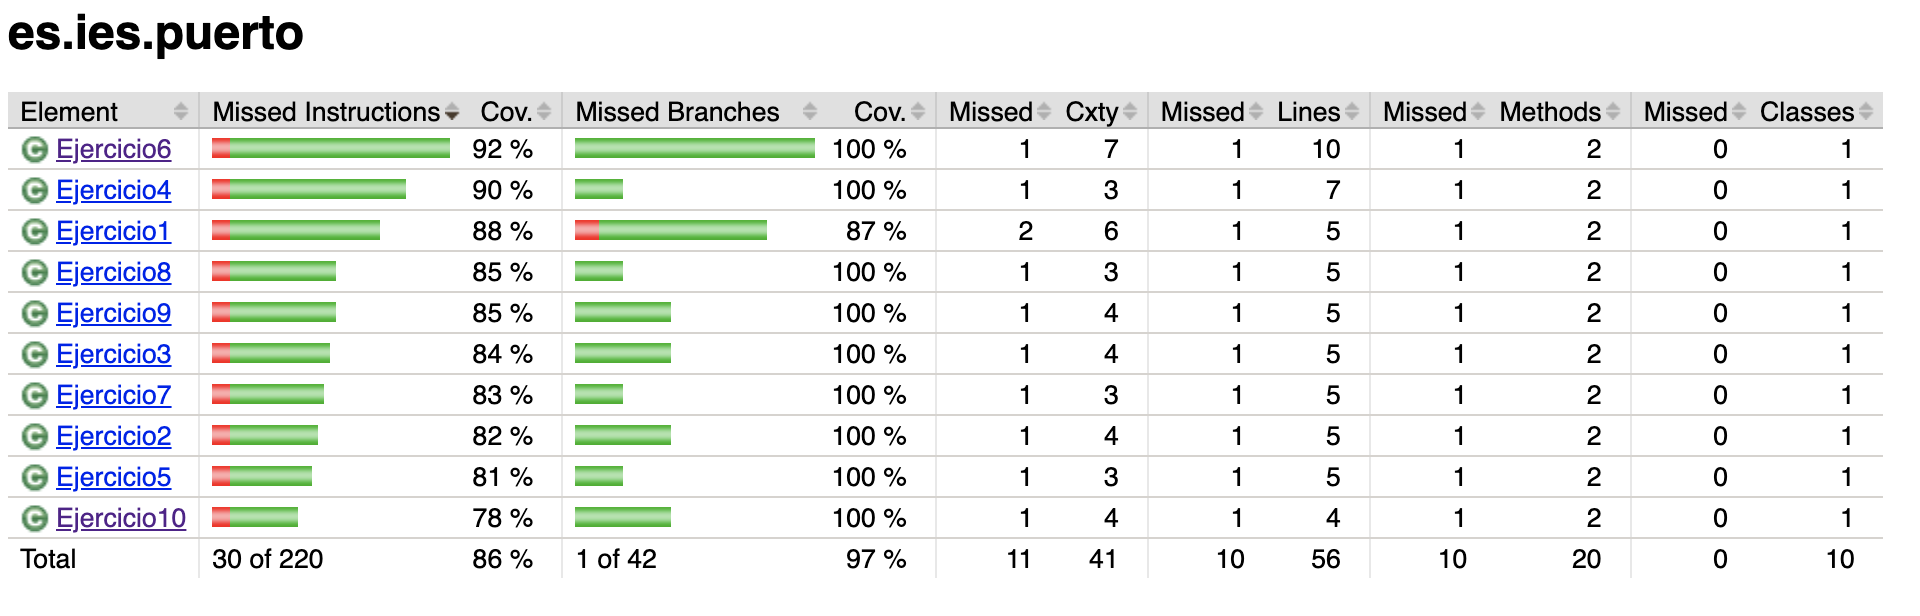 es.ies.puerto
Element Missed Instructions Cov. Missed Branches Cov. Missed Cxty Missed Lines Missed Methods Missed Classes
Ejercicio6 92 % 100 % 1 7 1 10 1 2 0 1
Ejercicio4 90 % 100 % 1 3 1 7 1 2 0 1
Ejercicio1 88 % 87 % 2 6 1 5 1 2 0 1
Ejercicio8 85 % 100 % 1 3 1 5 1 2 0 1
Ejercicio9 85 % 100 % 1 4 1 5 1 2 0 1
Ejercicio3 84 % 100 % 1 4 1 5 1 2 0 1
Ejercicio7 83 % 100 % 1 3 1 5 1 2 0 1
Ejercicio2 82 % 100 % 1 4 1 5 1 2 0 1
Ejercicio5 81 % 100 % 1 3 1 5 1 2 0 1
Ejercicio10 78 % 100 % 1 4 1 4 1 2 0 1
Total 30 of 220 86 % 1 of 42 97 % 11 41 10 56 10 20 0 10